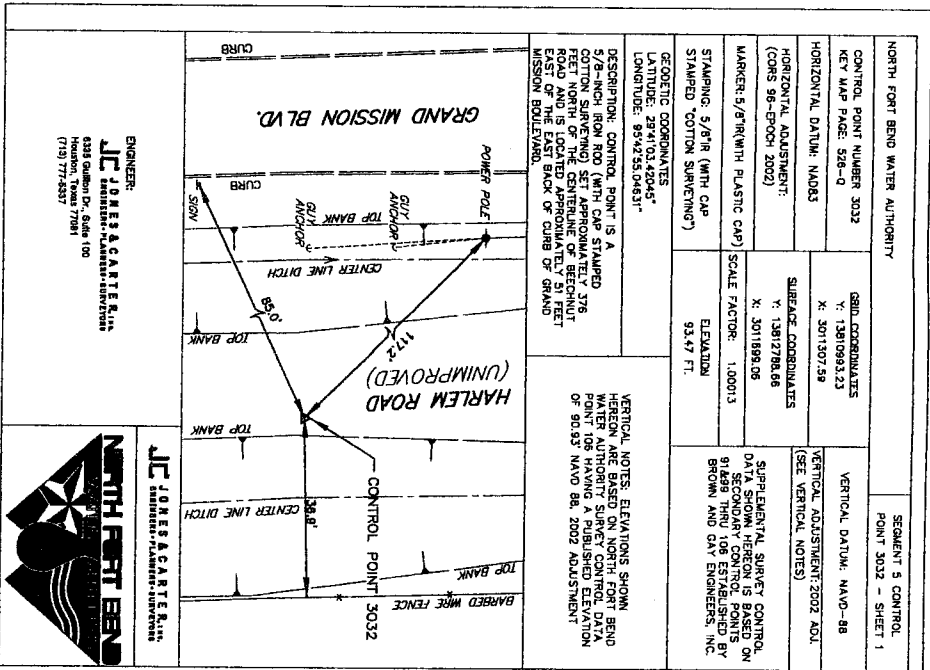 NORTH FORT BEND WATER AUTHORITY
SEGMENT 5 CONTROL
POINT 3032 - SHEET 1
CONTROL POINT NUMBER 3032
KEY MAP PAGE: 526-Q
HORIZONTAL DATUM: NAD83
HORIZONTAL ADJUSTMENT:
(CORS 96-EPOCH 2002)
MARKER: 5/8"IR(WITH PLASTIC CAP)
STAMPING: 5/8"IR (WITH CAP
STAMPED "COTTON SURVEYING")
GRID COORDINATES
Y: 13810993.23
X: 3011307.59
SURFACE COORDINATES
Y: 13812788.66
X: 3011699.06
SCALE FACTOR: 1.00013
ELEVATION
93.47 FT.
VERTICAL DATUM: NAVD-88
VERTICAL ADJUSTMENT: 2002 ADJ.
(SEE VERTICAL NOTES)
SUPPLEMENTAL SURVEY CONTROL
DATA SHOWN HEREON IS BASED ON
SECONDARY CONTROL POINTS
91&99 THRU 106 ESTABLISHED BY
BROWN AND GAY ENGINEERS, INC.
GEODETIC COORDINATES
LATITUDE: 29°41'03.42045"
LONGITUDE: 95°42'55.04631"
DESCRIPTION: CONTROL POINT IS A
5/8-INCH IRON ROD (WITH CAP STAMPED
COTTON SURVEYING) SET APPROXIMATELY 376
FEET NORTH OF THE CENTERLINE OF BEECHNUT
ROAD AND IS LOCATED APPROXIMATELY 51 FEET
EAST OF THE EAST BACK OF CURB OF GRAND
MISSION BOULEVARD.
VERTICAL NOTES: ELEVATIONS SHOWN
HEREON ARE BASED ON NORTH FORT BEND
WATER AUTHORITY SURVEY CONTROL DATA
POINT 106 HAVING A PUBLISHED ELEVATION
OF 90.93' NAVD 88, 2002 ADJUSTMENT
CURB
GRAND MISSION BLVD.
CURB
POWER POLE
SIGN
TOP BANK
GUY
ANCHOR
GUY
ANCHOR
CENTER LINE DITCH
85.0'
TOP BANK
117.2'
HARLEM ROAD
(UNIMPROVED)
TOP BANK
CONTROL POINT 3032
CENTER LINE DITCH
38.9'
TOP BANK
BARBED WIRE FENCE
ENGINEER:
JC JONES & CARTER, INC.
ENGINEERS·PLANNERS·SURVEYORS
6335 Gulfton Dr., Suite 100
Houston, Texas 77081
(713) 777-5337
JC JONES & CARTER, INC.
ENGINEERS·PLANNERS·SURVEYORS
NORTH FORT BEND